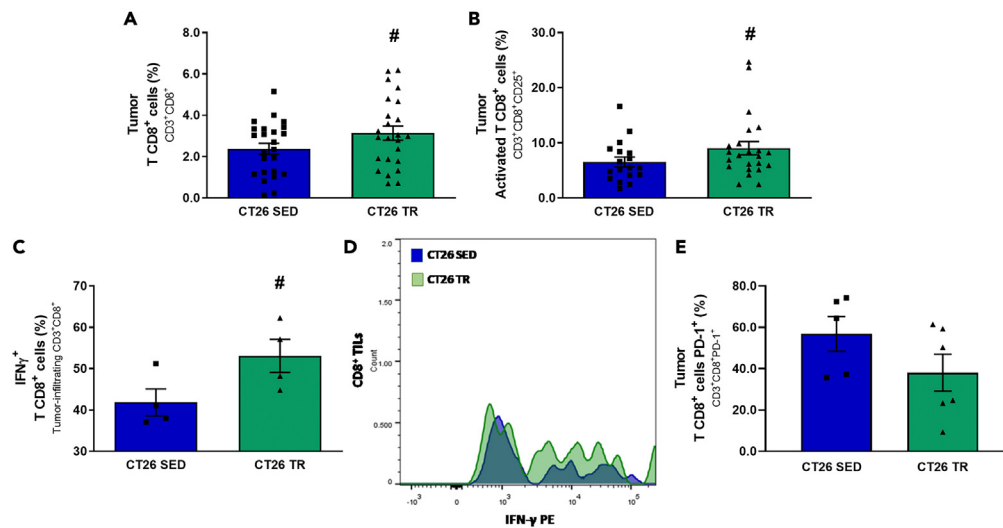 A
Tumor
T CD8⁺ cells (%)
CD3⁺CD8⁺
8.0
6.0
4.0
2.0
0.0
#
CT26 SED
CT26 TR
B
Tumor
Activated T CD8⁺ cells (%)
CD3⁺CD8⁺CD25⁺
30.0
20.0
10.0
0.0
#
CT26 SED
CT26 TR
C
IFNγ⁺
T CD8⁺ cells (%)
Tumor-infiltrating CD3⁺CD8⁺
70
60
50
40
30
#
CT26 SED
CT26 TR
D
CD8⁺ TILs
Count
2.0
1.50
1.00
0.500
0
CT26 SED
CT26 TR
-10³
0
10³
10⁴
10⁵
IFN-γ PE
E
Tumor
T CD8⁺ cells PD-1⁺ (%)
CD3⁺CD8⁺PD-1⁺
80.0
60.0
40.0
20.0
0.0
CT26 SED
CT26 TR